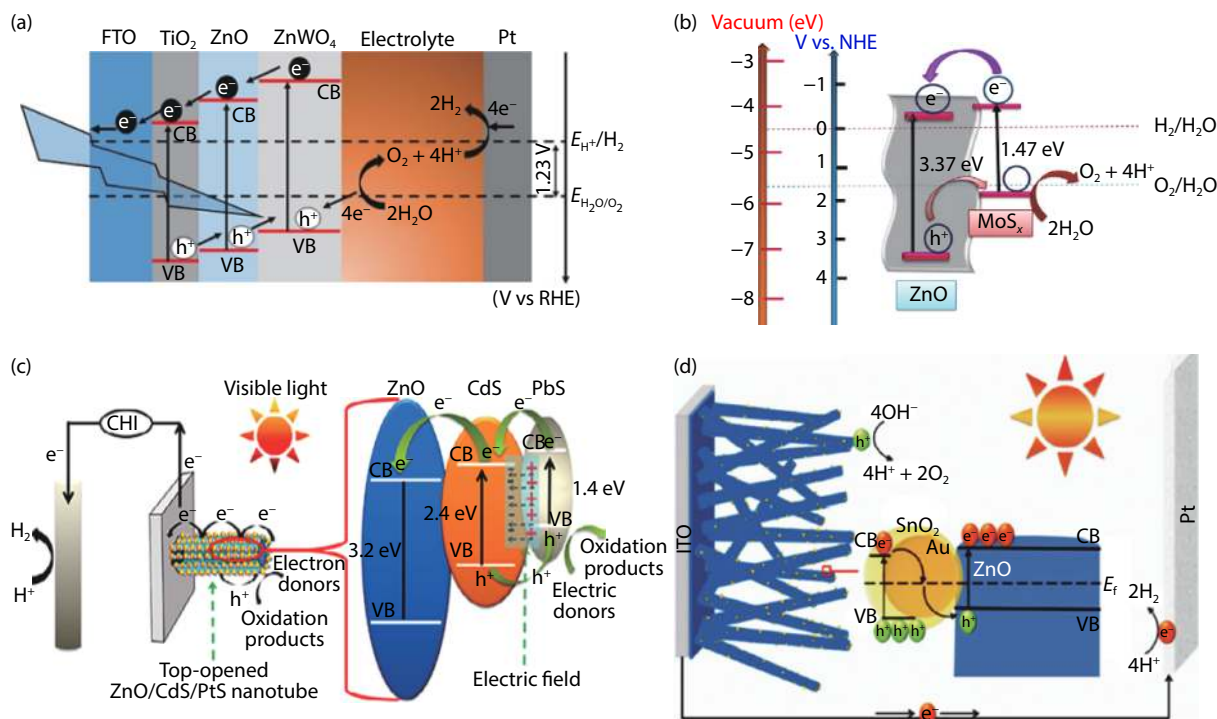 (a)
FTO TiO₂ ZnO ZnWO₄ Electrolyte Pt
e⁻ e⁻ e⁻ e⁻
CB CB CB
2H₂ 4e⁻
E_H⁺/H₂
O₂ + 4H⁺
1.23 V
E_H₂O/O₂
4e⁻ 2H₂O
h⁺ h⁺ h⁺
VB VB VB
(V vs RHE)
(b)
Vacuum (eV)
V vs. NHE
−3
−4
−5
−6
−7
−8
−1
0
1
2
3
4
e⁻ e⁻
H₂/H₂O
3.37 eV 1.47 eV
O₂ + 4H⁺
O₂/H₂O
MoSₓ 2H₂O
h⁺
ZnO
(c)
Visible light
CHI
e⁻ e⁻
e⁻ e⁻ e⁻
H₂
H⁺
Electron
donors
h⁺
Oxidation
products
Top-opened
ZnO/CdS/PtS nanotube
ZnO CdS PbS
e⁻ e⁻
CB e⁻ e⁻ CB e⁻
CB
1.4 eV
2.4 eV
3.2 eV
VB VB
h⁺ h⁺
h⁺
VB
Oxidation
products
Electric
donors
Electric field
(d)
ITO
4OH⁻
h⁺
4H⁺ + 2O₂
SnO₂
Au
CB e⁻
e⁻ e⁻ e⁻ CB
ZnO
E_f
VB
h⁺ h⁺ h⁺
h⁺ VB
Pt
2H₂
e⁻
4H⁺
e⁻